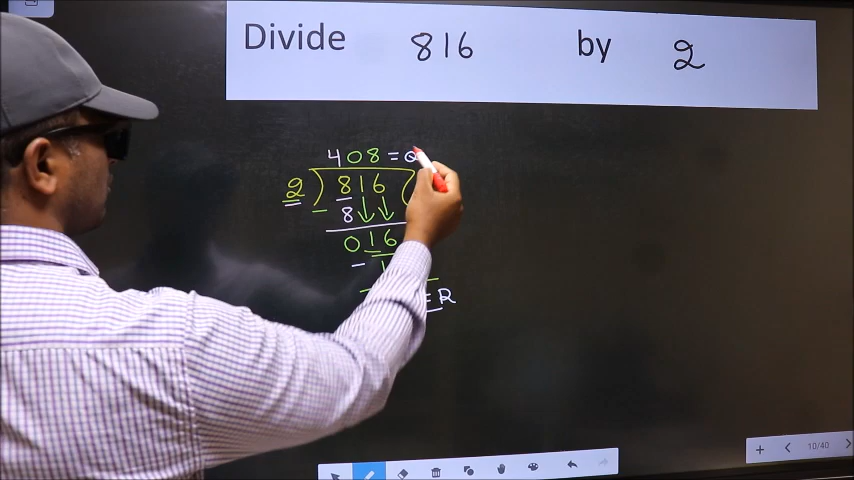 Divide 816 by 2
408 = Q
2 ) 816 (
8
016
= R
10/40